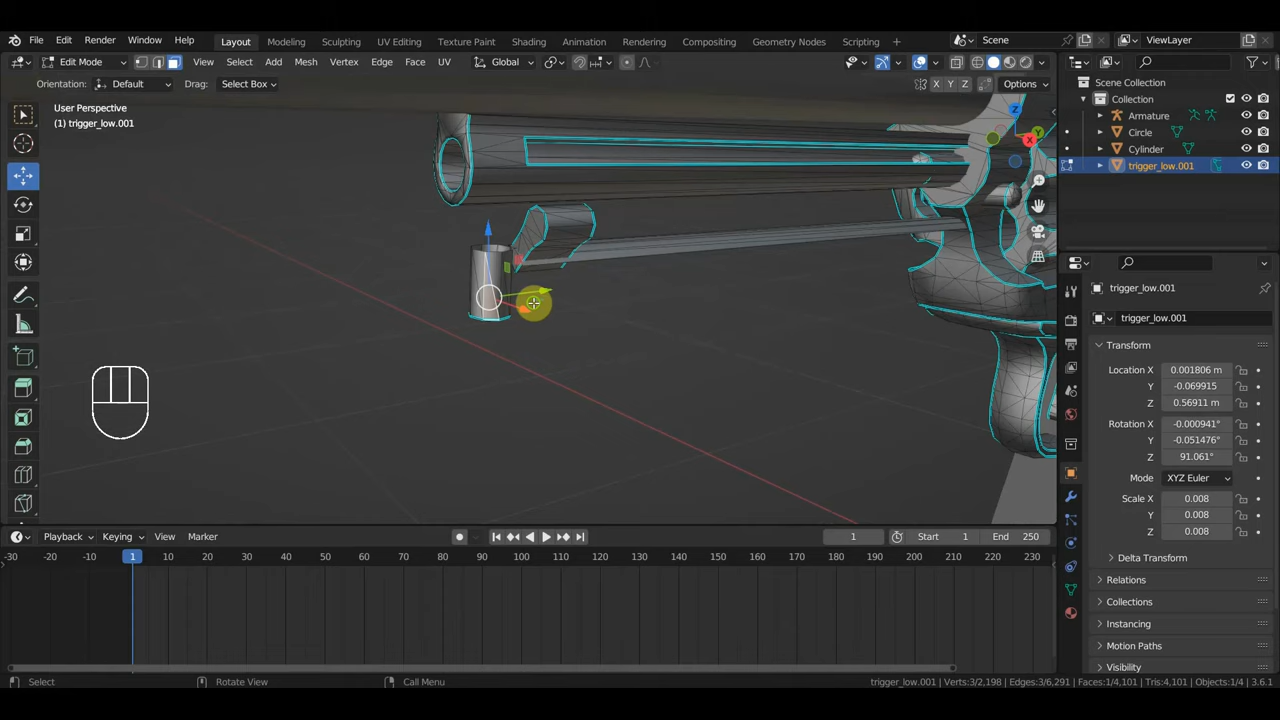 File Edit Render Window Help Layout Modeling Sculpting UV Editing Texture Paint Shading Animation Rendering Compositing Geometry Nodes Scripting + Scene ViewLayer
Edit Mode View Select Add Mesh Vertex Edge Face UV Global
Orientation: Default Drag: Select Box X Y Z Options
Scene Collection
Collection
Armature
Circle
Cylinder
trigger_low.001
User Perspective
(1) trigger_low.001
Z
Y
X
trigger_low.001
trigger_low.001
Transform
Location X 0.001806 m
Y -0.069915
Z 0.56911 m
Rotation X -0.000941°
Y -0.051476°
Z 91.061°
Mode XYZ Euler
Scale X 0.008
Y 0.008
Z 0.008
Delta Transform
Relations
Collections
Instancing
Motion Paths
Visibility
Playback Keying View Marker 1 Start 1 End 250
-30 -20 -10 1 10 20 30 40 50 60 70 80 90 100 110 120 130 140 150 160 170 180 190 200 210 220 230
Select Rotate View Call Menu trigger_low.001 | Verts:3/2,198 | Edges:3/6,291 | Faces:1/4,101 | Tris:4,101 | Objects:1/4 | 3.6.1